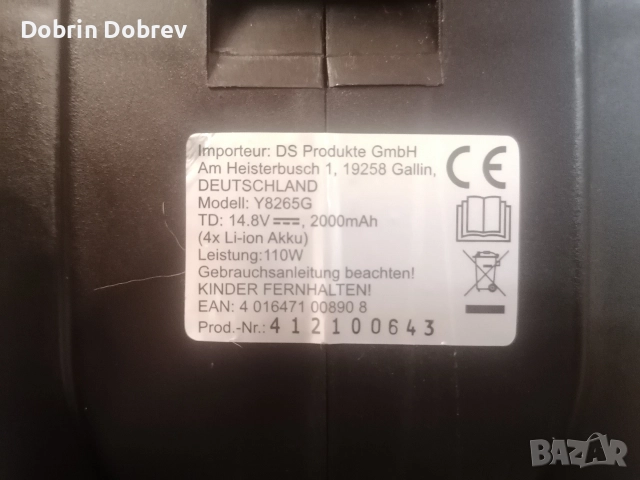 Dobrin Dobrev
Importeur: DS Produkte GmbH
Am Heisterbusch 1, 19258 Gallin,
DEUTSCHLAND
Modell: Y8265G
TD: 14.8V⎓, 2000mAh
(4x Li-ion Akku)
Leistung:110W
Gebrauchsanleitung beachten!
KINDER FERNHALTEN!
EAN: 4 016471 00890 8
Prod.-Nr.: 412100643
CE
BAZAR